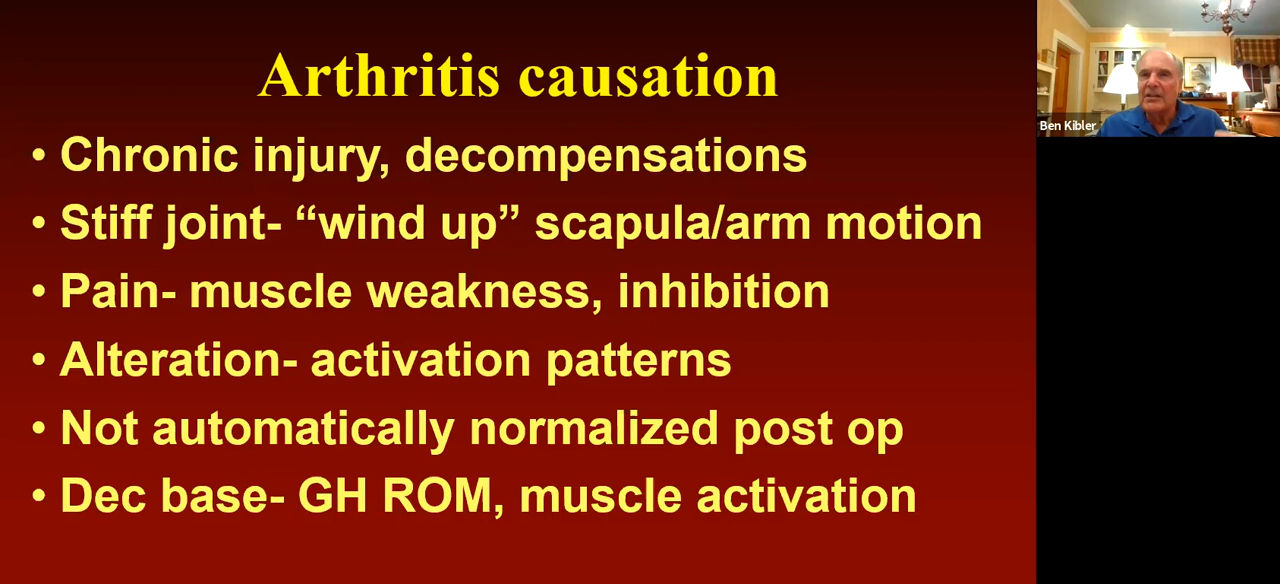 Arthritis causation
• Chronic injury, decompensations
• Stiff joint- “wind up” scapula/arm motion
• Pain- muscle weakness, inhibition
• Alteration- activation patterns
• Not automatically normalized post op
• Dec base- GH ROM, muscle activation
Ben Kibler